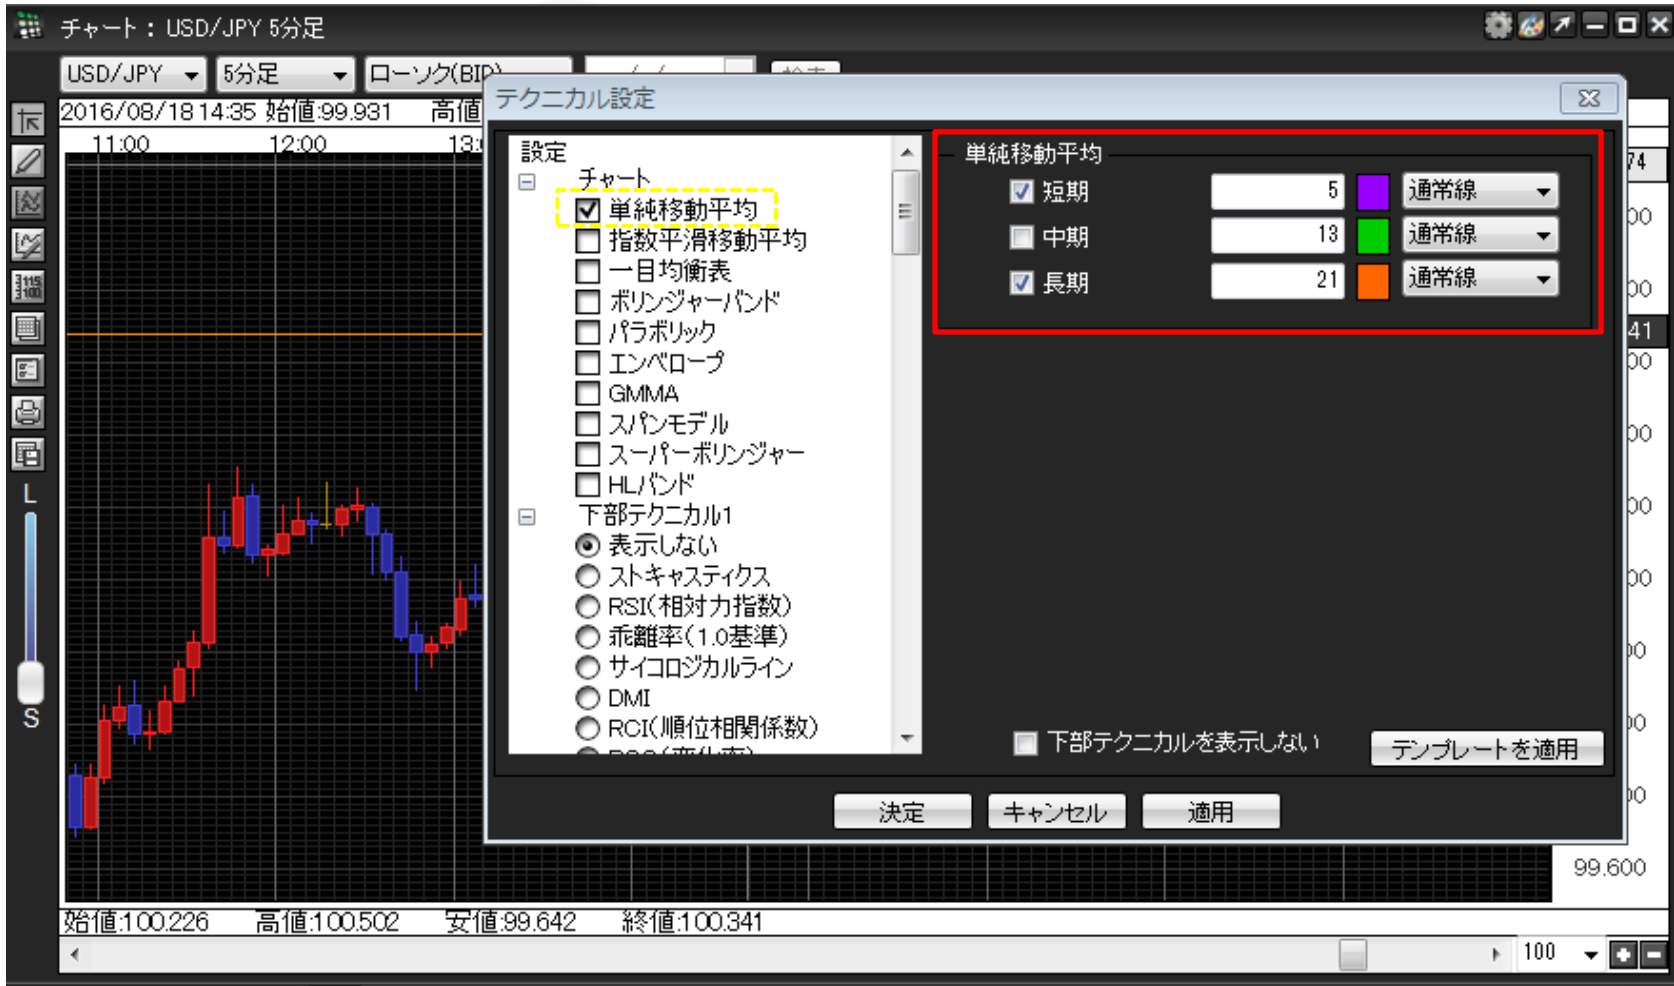 チャート： USD/JPY 5分足
USD/JPY 5分足 ローソク(BID)
2016/08/18 14:35 始値:99.931 高値
11:00 12:00
テクニカル設定
設定
チャート
単純移動平均
指数平滑移動平均
一目均衡表
ボリンジャーバンド
パラボリック
エンベロープ
GMMA
スパンモデル
スーパーボリンジャー
HLバンド
下部テクニカル1
表示しない
ストキャスティクス
RSI(相対力指数)
乖離率(1.0基準)
サイコロジカルライン
DMI
RCI(順位相関係数)
単純移動平均
短期 5 通常線
中期 13 通常線
長期 21 通常線
下部テクニカルを表示しない テンプレートを適用
決定 キャンセル 適用
L
S
99.600
始値:100.226 高値:100.502 安値:99.642 終値:100.341
100